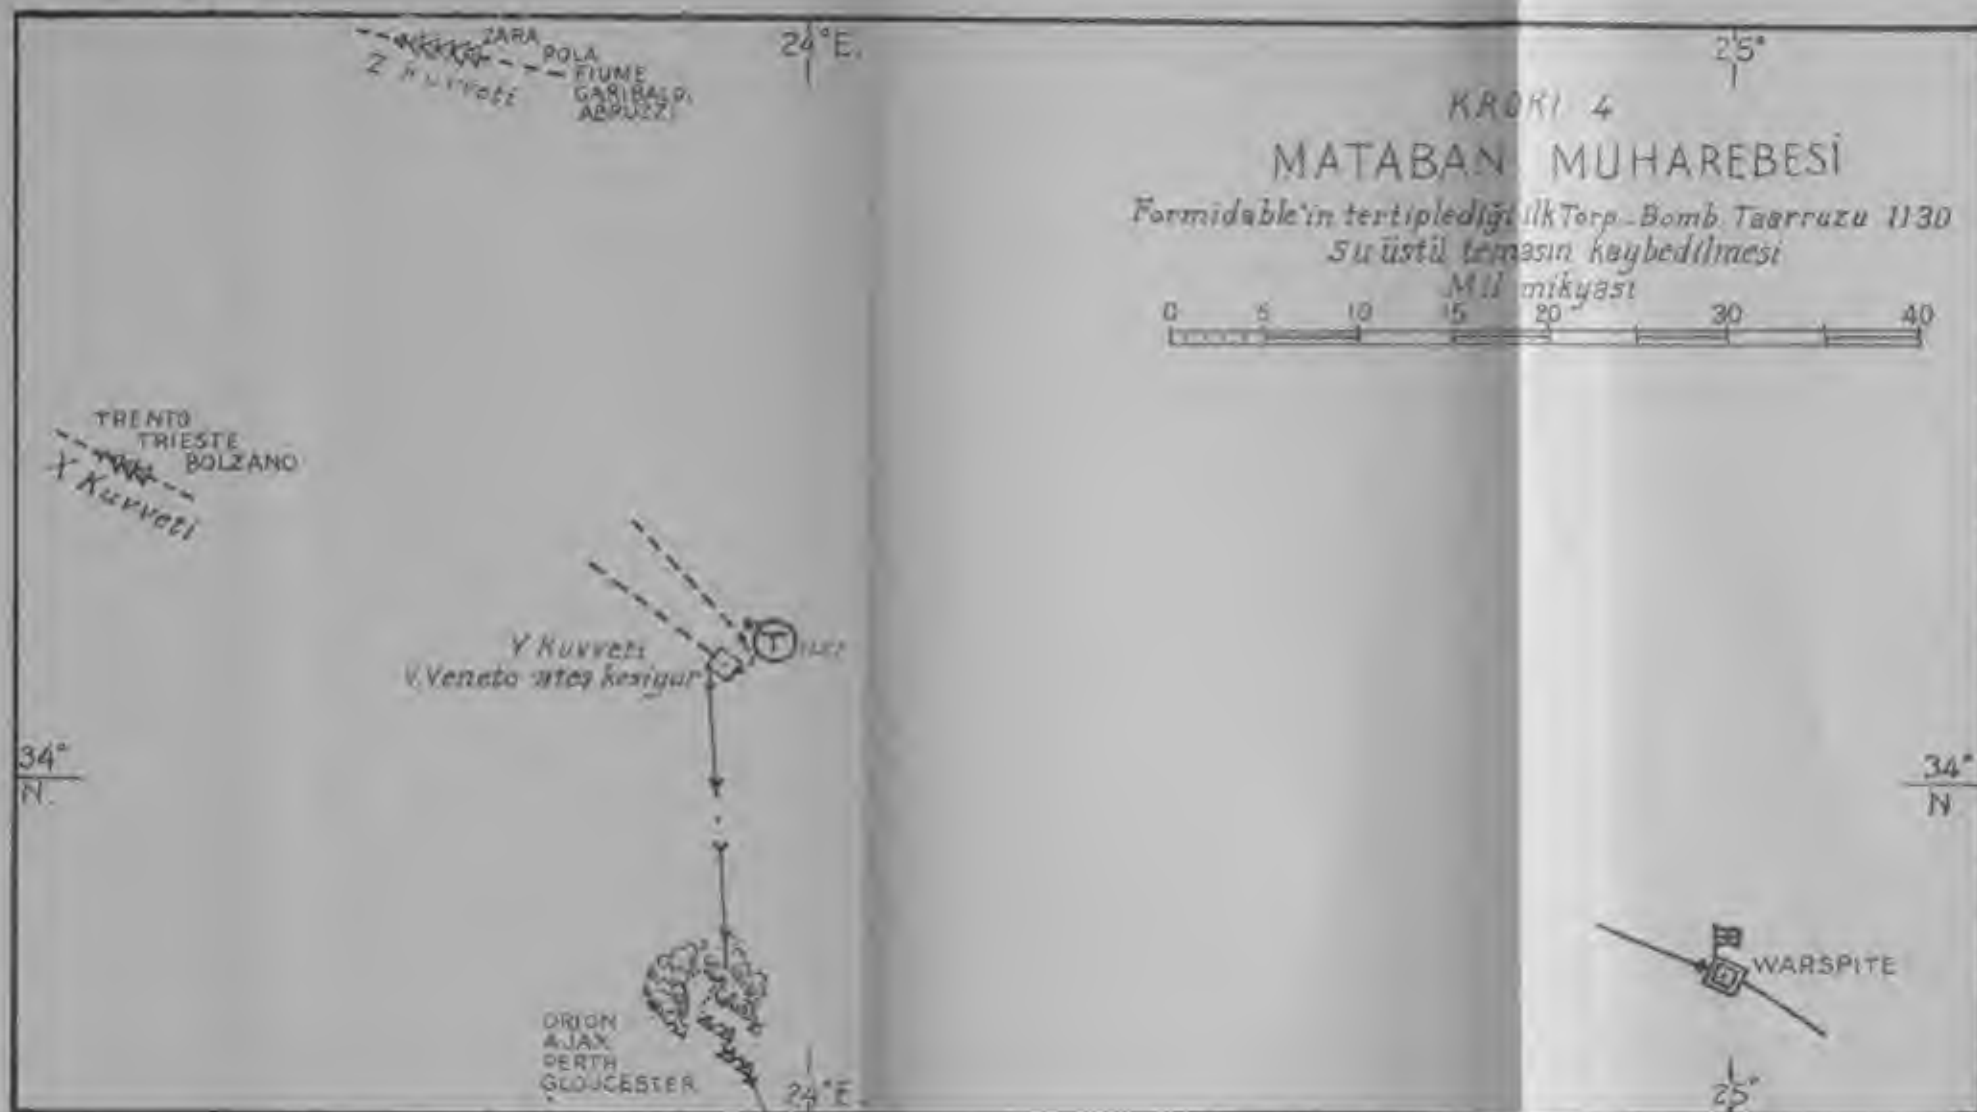 24°E.
25°
ZARA
POLA
FIUME
GARIBALDI
ABRUZZI
Z Kuvveti
KROKİ 4
MATABAN MUHAREBESİ
Formidable'in tertiplediği ilk Torp-Bomb Taarruzu 1130
Su üstü temasın kaybedilmesi
Mil mikyası
0 5 10 15 20 30 40
TRENTO
TRIESTE
BOLZANO
X Kuvveti
T
Y Kuvveti
V.Veneto ateş kesiyor
34°
N.
34°
N
WARSPITE
ORION
AJAX
PERTH
GLOUCESTER
24°E
25°